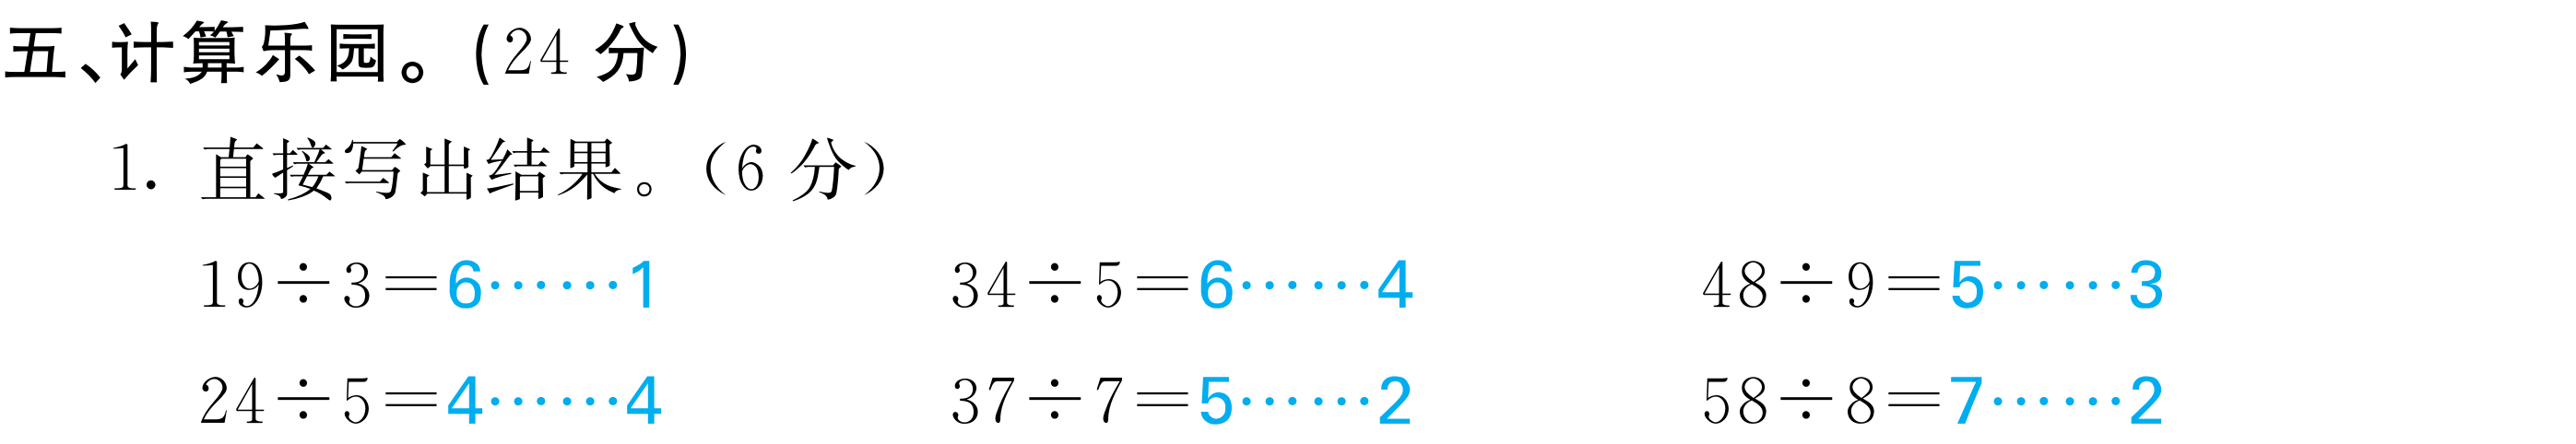 五、计算乐园。(24 分)
1. 直接写出结果。（6 分）
19÷3=6……1 34÷5=6……4 48÷9=5……3
24÷5=4……4 37÷7=5……2 58÷8=7……2